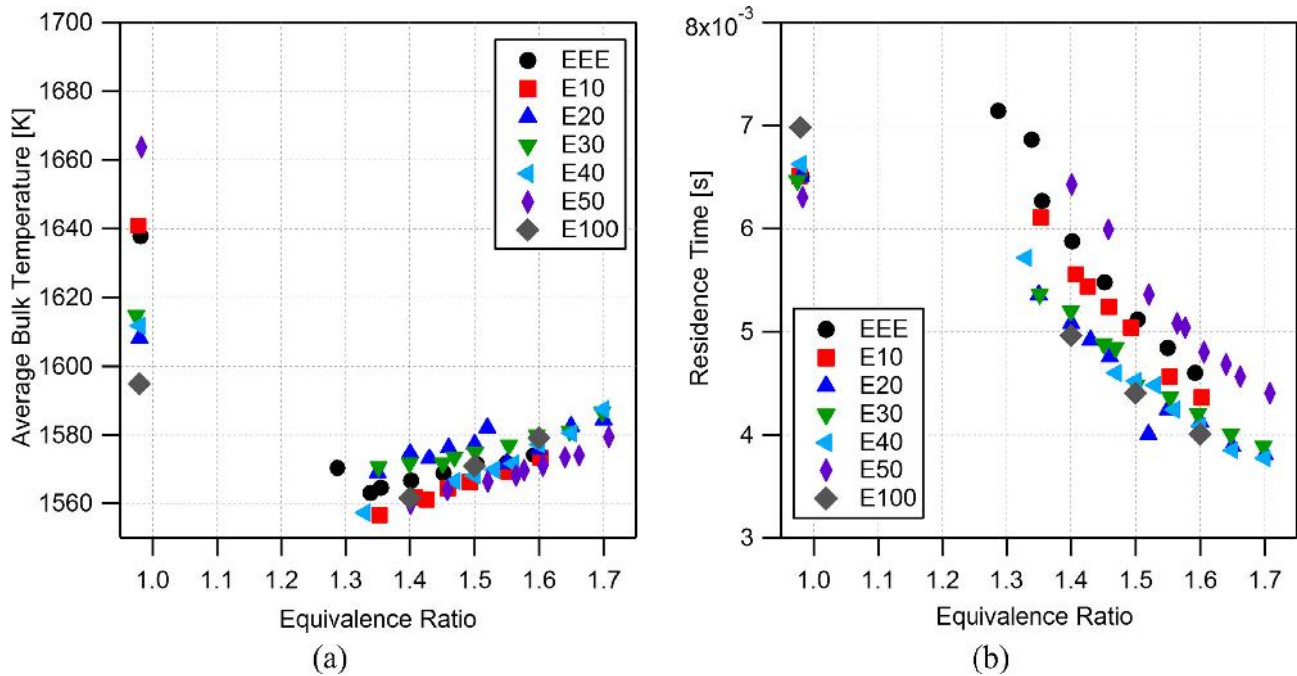 1700
1680
1660
1640
1620
1600
1580
1560
Average Bulk Temperature [K]
EEE
E10
E20
E30
E40
E50
E100
1.0 1.1 1.2 1.3 1.4 1.5 1.6 1.7
Equivalence Ratio
(a)
8x10⁻³
7
6
5
4
3
Residence Time [s]
EEE
E10
E20
E30
E40
E50
E100
1.0 1.1 1.2 1.3 1.4 1.5 1.6 1.7
Equivalence Ratio
(b)